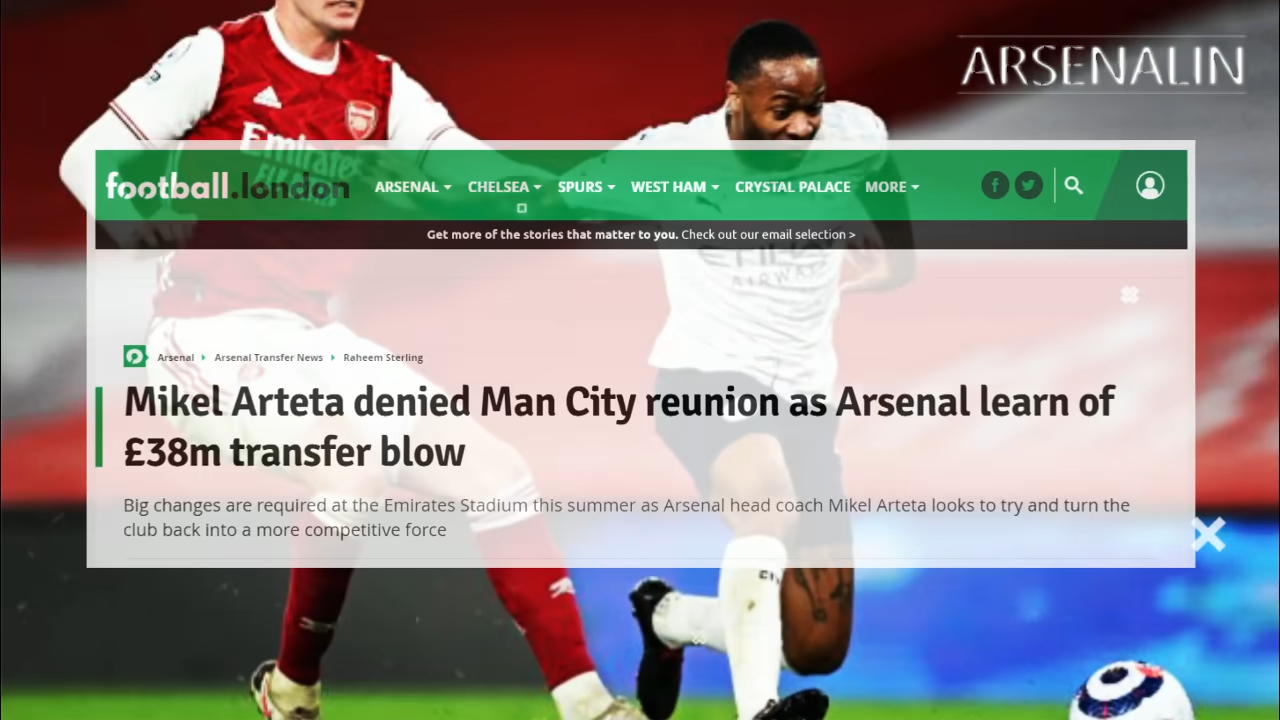 ARSENALIN
Emirates
football.london ARSENAL CHELSEA SPURS WEST HAM CRYSTAL PALACE MORE
Get more of the stories that matter to you. Check out our email selection >
ETIHAD
AIRWAYS
Arsenal Arsenal Transfer News Raheem Sterling
Mikel Arteta denied Man City reunion as Arsenal learn of
£38m transfer blow
Big changes are required at the Emirates Stadium this summer as Arsenal head coach Mikel Arteta looks to try and turn the
club back into a more competitive force